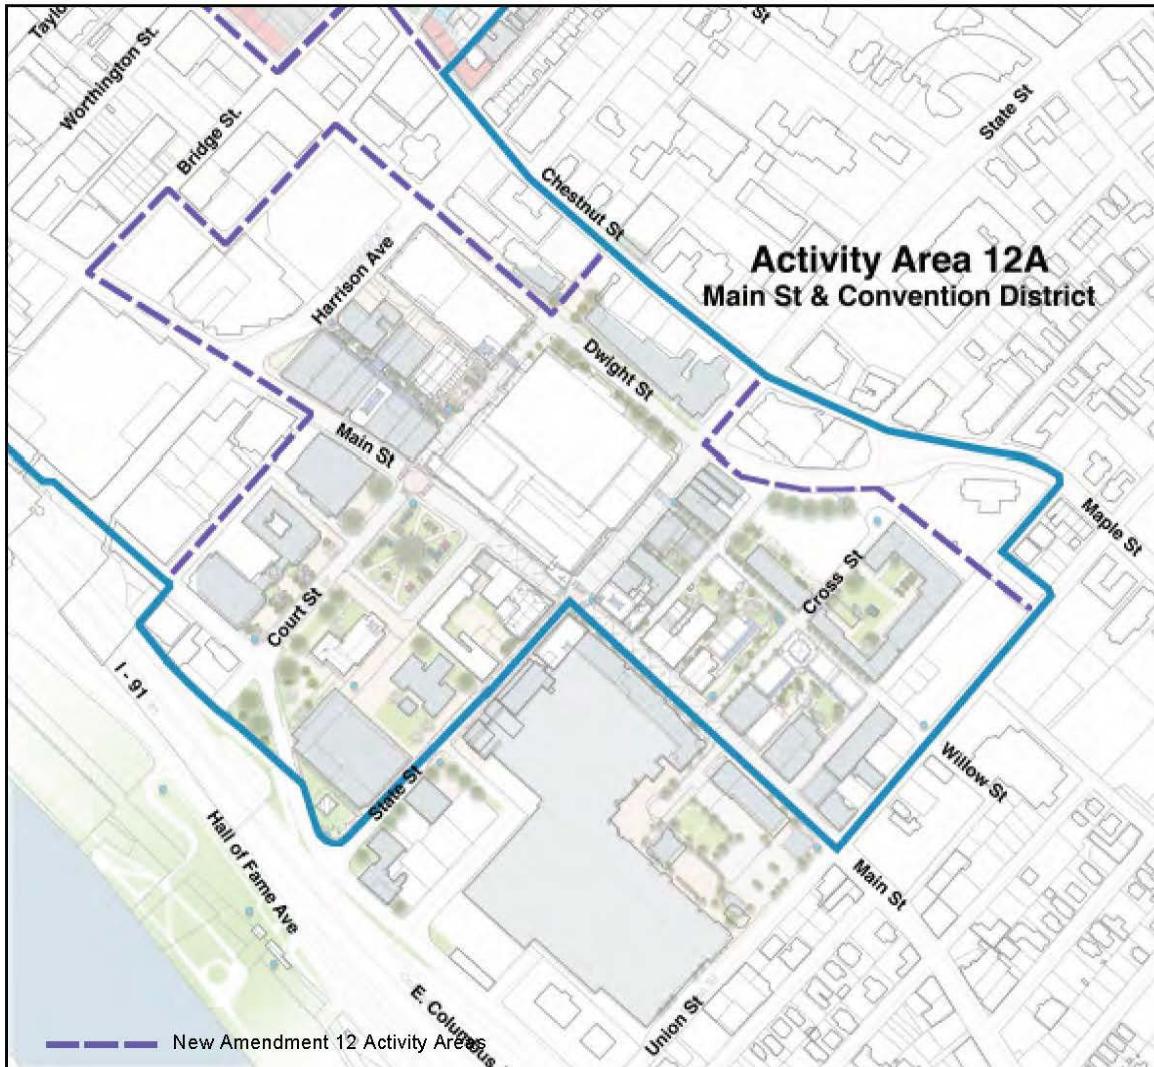 St
Worthington St.
State St
Bridge St.
Chestnut St
Activity Area 12A
Main St & Convention District
Harrison Ave
Dwight St
Main St
Maple St
Cross St
Court St
I - 91
Willow St
State St
Hall of Fame Ave
Main St
E. Columbus
Union St
New Amendment 12 Activity Areas